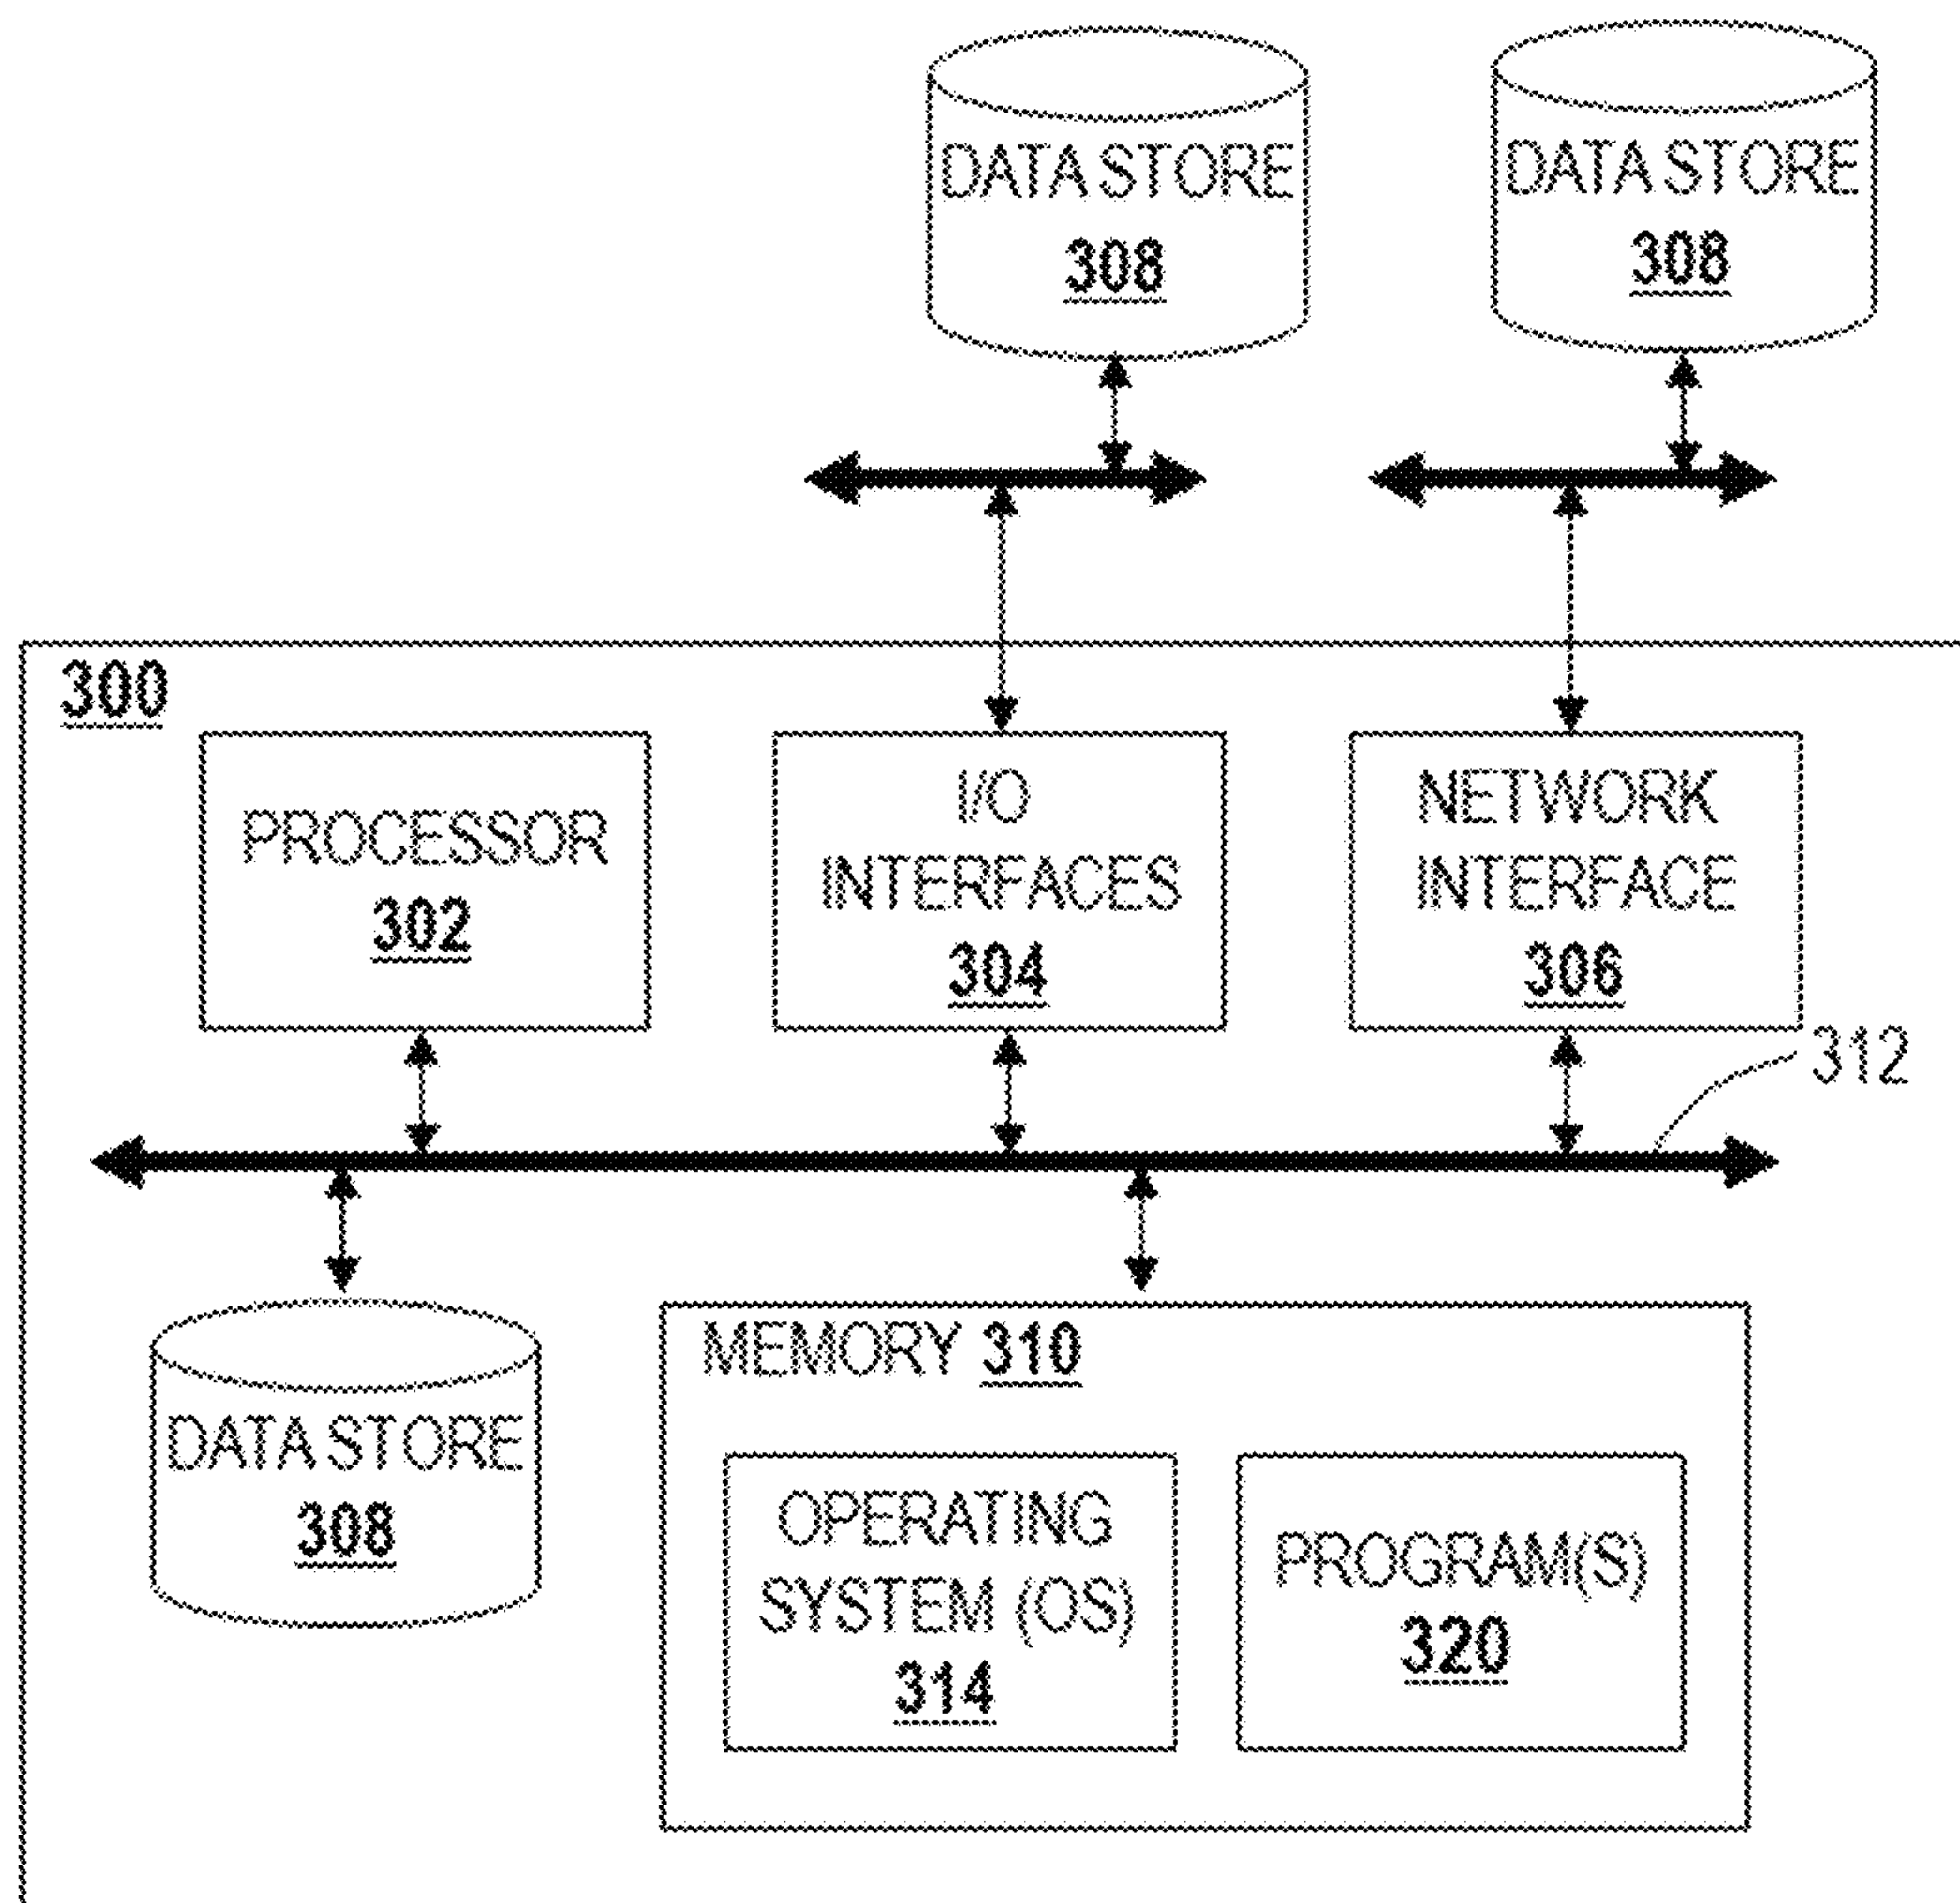 DATA STORE
308
DATA STORE
308
300
PROCESSOR
302
I/O
INTERFACES
304
NETWORK
INTERFACE
306
312
DATA STORE
308
MEMORY 310
OPERATING
SYSTEM (OS)
314
PROGRAM(S)
320